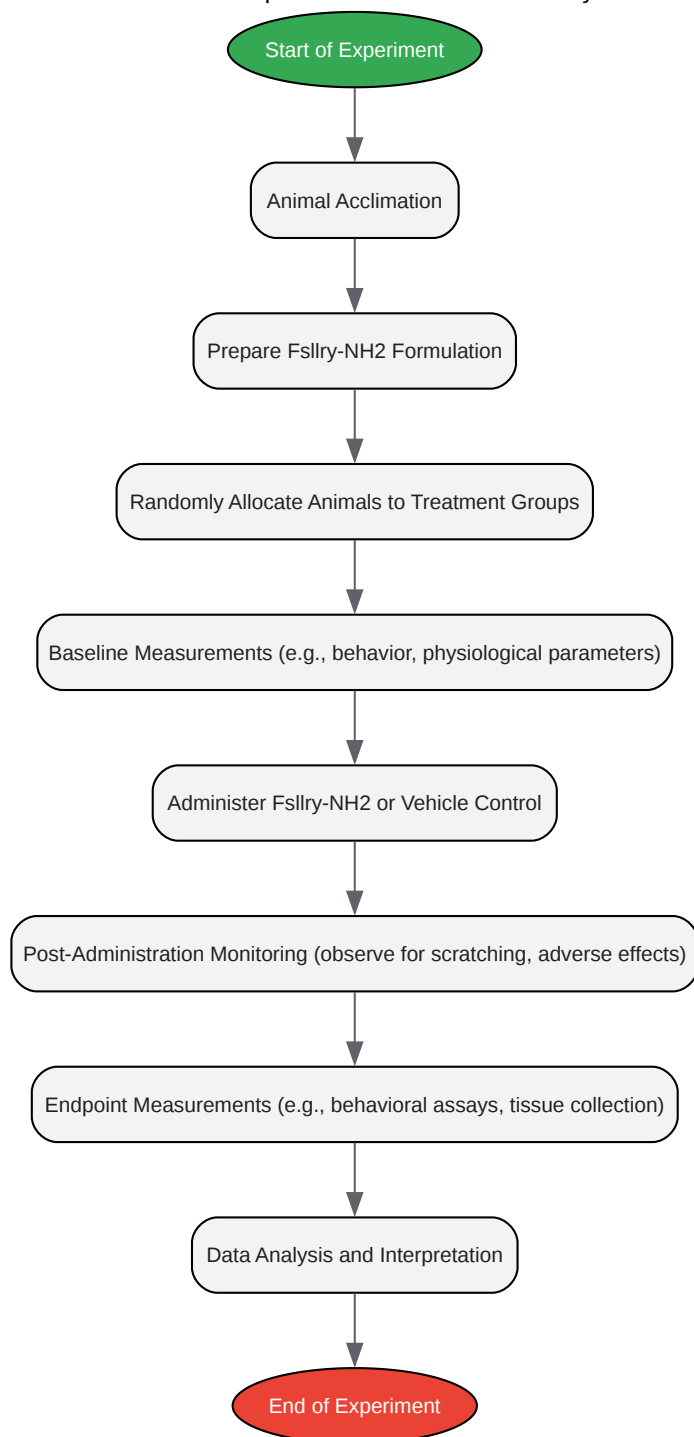 Start of Experiment
Animal Acclimation
Prepare Fsllry-NH2 Formulation
Randomly Allocate Animals to Treatment Groups
Baseline Measurements (e.g., behavior, physiological parameters)
Administer Fsllry-NH2 or Vehicle Control
Post-Administration Monitoring (observe for scratching, adverse effects)
Endpoint Measurements (e.g., behavioral assays, tissue collection)
Data Analysis and Interpretation
End of Experiment